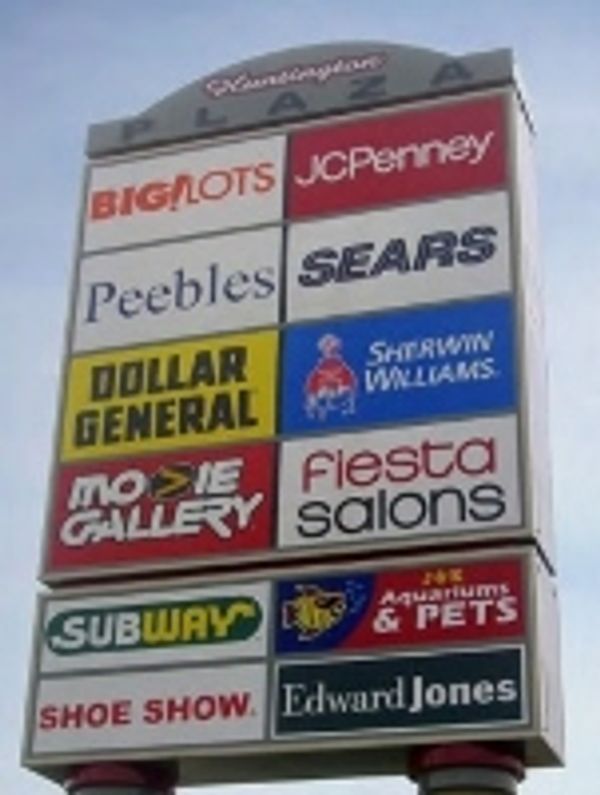 Huntington
PLAZA
BIG LOTS
JCPenney
Peebles
SEARS
DOLLAR
GENERAL
SHERWIN
WILLIAMS.
MOVIE
GALLERY
fiesta
salons
SUBWAY
J&K
Aquariums
& PETS
SHOE SHOW.
Edward Jones